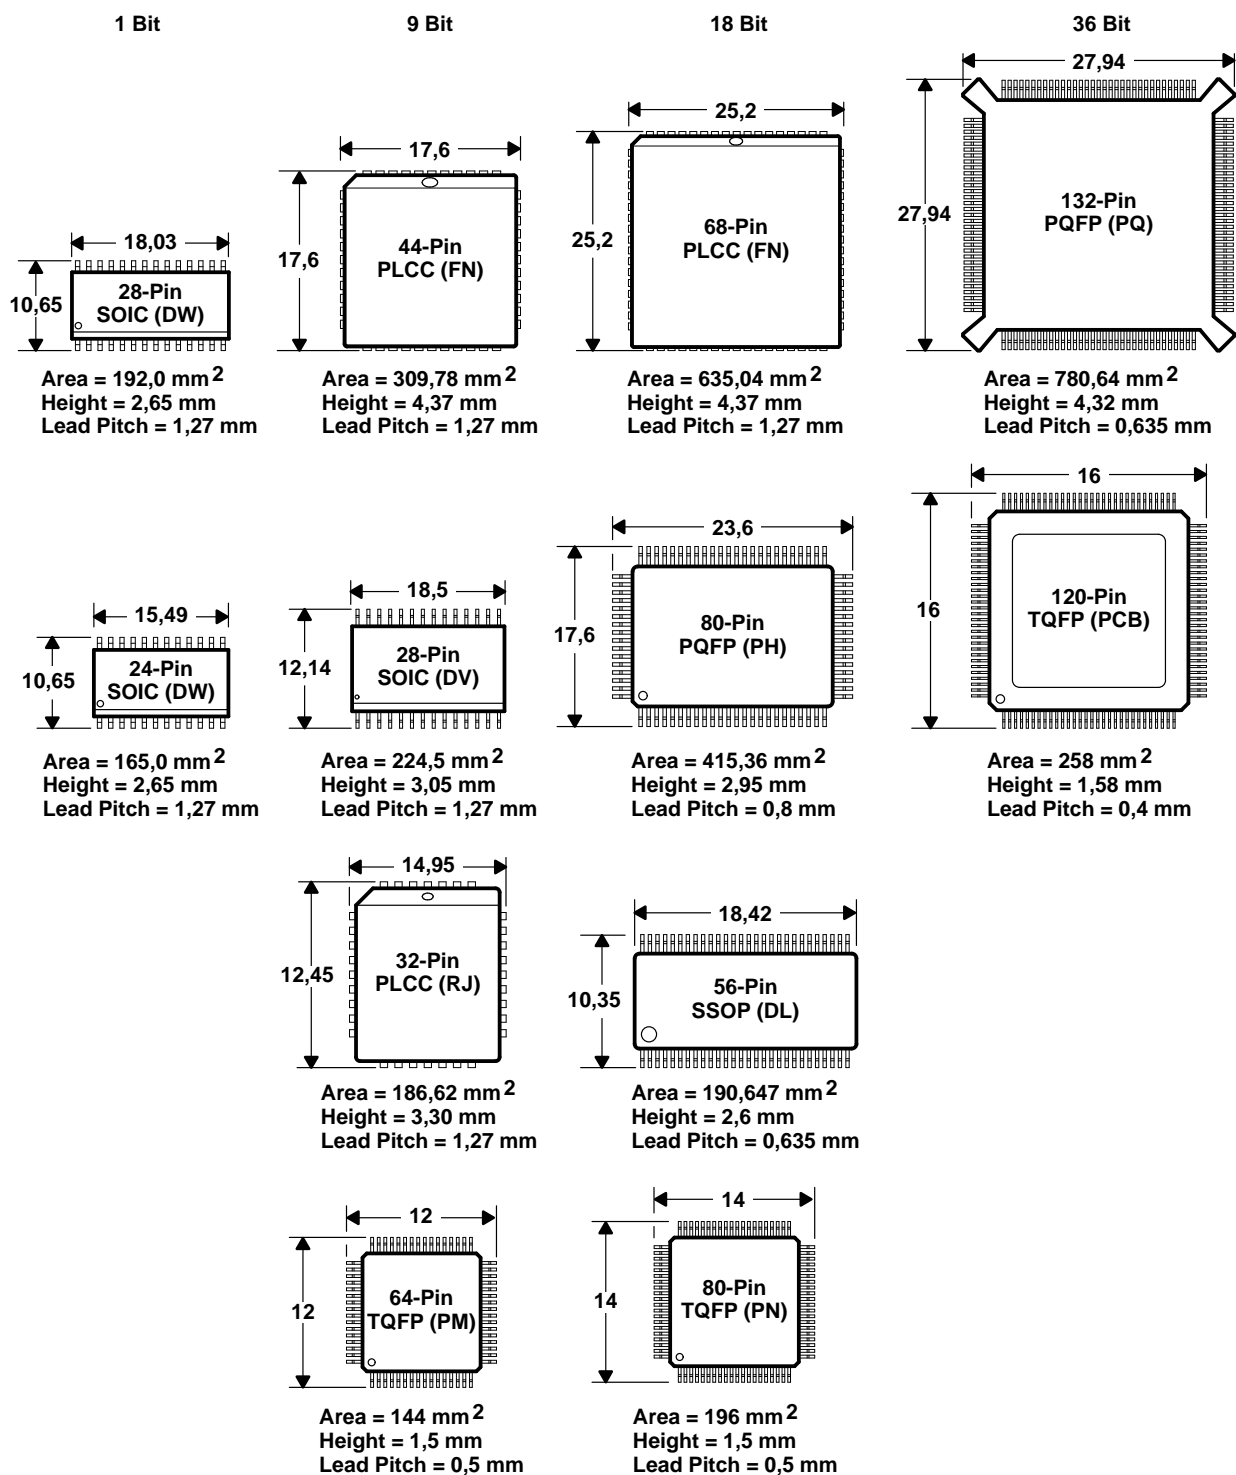 1 Bit
9 Bit
18 Bit
36 Bit
18,03
10,65
28-Pin
SOIC (DW)
Area = 192,0 mm2
Height = 2,65 mm
Lead Pitch = 1,27 mm
17,6
17,6
44-Pin
PLCC (FN)
Area = 309,78 mm2
Height = 4,37 mm
Lead Pitch = 1,27 mm
25,2
25,2
68-Pin
PLCC (FN)
Area = 635,04 mm2
Height = 4,37 mm
Lead Pitch = 1,27 mm
27,94
27,94
132-Pin
PQFP (PQ)
Area = 780,64 mm2
Height = 4,32 mm
Lead Pitch = 0,635 mm
15,49
10,65
24-Pin
SOIC (DW)
Area = 165,0 mm2
Height = 2,65 mm
Lead Pitch = 1,27 mm
18,5
12,14
28-Pin
SOIC (DV)
Area = 224,5 mm2
Height = 3,05 mm
Lead Pitch = 1,27 mm
23,6
17,6
80-Pin
PQFP (PH)
Area = 415,36 mm2
Height = 2,95 mm
Lead Pitch = 0,8 mm
16
16
120-Pin
TQFP (PCB)
Area = 258 mm2
Height = 1,58 mm
Lead Pitch = 0,4 mm
14,95
12,45
32-Pin
PLCC (RJ)
Area = 186,62 mm2
Height = 3,30 mm
Lead Pitch = 1,27 mm
18,42
10,35
56-Pin
SSOP (DL)
Area = 190,647 mm2
Height = 2,6 mm
Lead Pitch = 0,635 mm
12
12
64-Pin
TQFP (PM)
Area = 144 mm2
Height = 1,5 mm
Lead Pitch = 0,5 mm
14
14
80-Pin
TQFP (PN)
Area = 196 mm2
Height = 1,5 mm
Lead Pitch = 0,5 mm